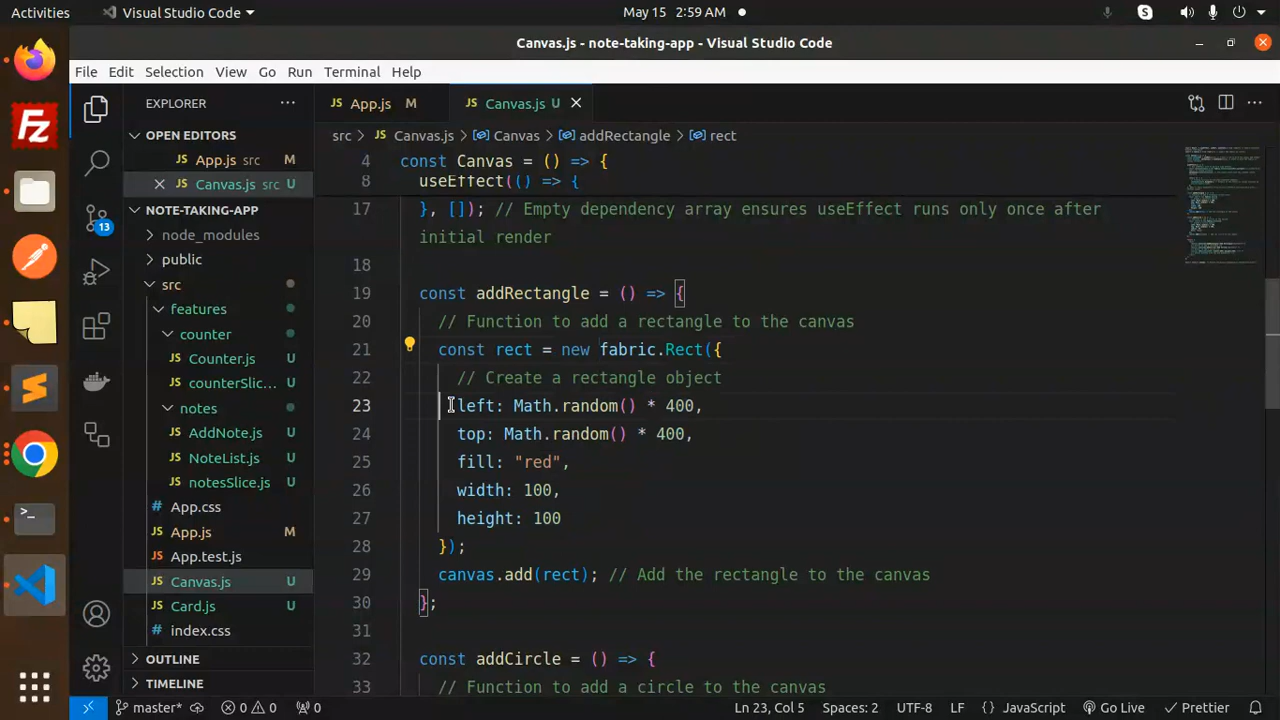 Activities
Visual Studio Code
May 15 2:59 AM
Canvas.js - note-taking-app - Visual Studio Code
File Edit Selection View Go Run Terminal Help
EXPLORER
JS App.js M
JS Canvas.js U
src > JS Canvas.js > Canvas > addRectangle > rect
OPEN EDITORS
JS App.js src M
JS Canvas.js src U
NOTE-TAKING-APP
node_modules
public
src
features
counter
JS Counter.js U
JS counterSlic... U
notes
JS AddNote.js U
JS NoteList.js U
JS notesSlice.js U
# App.css
JS App.js M
JS App.test.js
JS Canvas.js U
JS Card.js U
# index.css
OUTLINE
TIMELINE
13
4 const Canvas = () => {
8 useEffect(() => {
17 }, []); // Empty dependency array ensures useEffect runs only once after
initial render
18
19 const addRectangle = () => {
20 // Function to add a rectangle to the canvas
21 const rect = new fabric.Rect({
22 // Create a rectangle object
23 left: Math.random() * 400,
24 top: Math.random() * 400,
25 fill: "red",
26 width: 100,
27 height: 100
28 });
29 canvas.add(rect); // Add the rectangle to the canvas
30 };
31
32 const addCircle = () => {
33 // Function to add a circle to the canvas
master* 0 0 0 Ln 23, Col 5 Spaces: 2 UTF-8 LF {} JavaScript Go Live Prettier